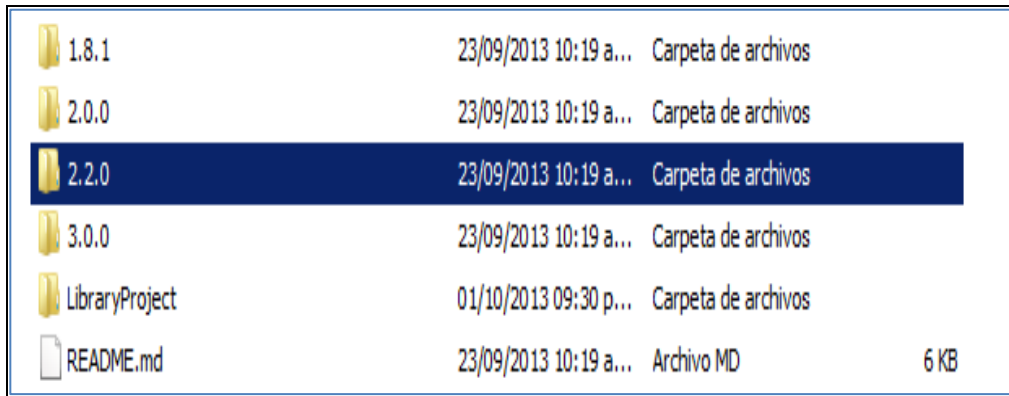 1.8.1 23/09/2013 10:19 a... Carpeta de archivos
2.0.0 23/09/2013 10:19 a... Carpeta de archivos
2.2.0 23/09/2013 10:19 a... Carpeta de archivos
3.0.0 23/09/2013 10:19 a... Carpeta de archivos
LibraryProject 01/10/2013 09:30 p... Carpeta de archivos
README.md 23/09/2013 10:19 a... Archivo MD 6 KB